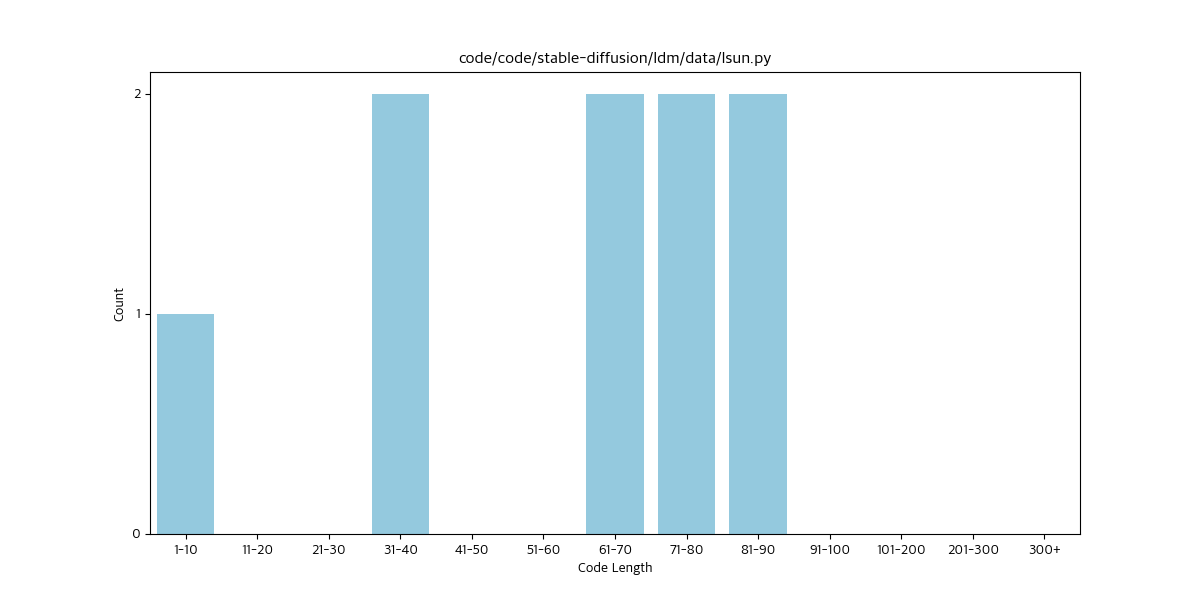 code/code/stable-diffusion/ldm/data/lsun.py
2
1
0
Count
1-10 11-20 21-30 31-40 41-50 51-60 61-70 71-80 81-90 91-100 101-200 201-300 300+
Code Length